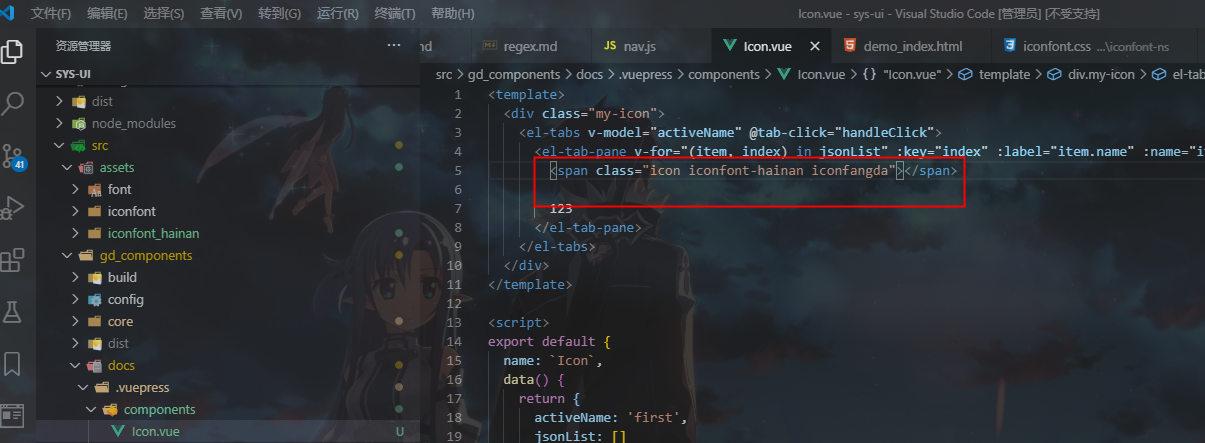 文件(F) 编辑(E) 选择(S) 查看(V) 转到(G) 运行(R) 终端(T) 帮助(H) Icon.vue - sys-ui - Visual Studio Code [管理员] [不受支持]
资源管理器 ···
nd regex.md JS nav.js Icon.vue × demo_index.html iconfont.css ...\iconfont-ns
src > gd_components > docs > .vuepress > components > Icon.vue > {} "Icon.vue" > template > div.my-icon > el-tab
SYS-UI
dist
node_modules
src
assets
font
iconfont
iconfont_hainan
gd_components
build
config
core
dist
docs
.vuepress
components
Icon.vue U
41
1 <template>
2 <div class="my-icon">
3 <el-tabs v-model="activeName" @tab-click="handleClick">
4 <el-tab-pane v-for="(item, index) in jsonList" :key="index" :label="item.name" :name="it
5 <span class="icon iconfont-hainan iconfangda"></span>
6
7 123
8 </el-tab-pane>
9 </el-tabs>
10 </div>
11 </template>
12
13 <script>
14 export default {
15 name: `Icon`,
16 data() {
17 return {
18 activeName: 'first',
19 jsonList: []